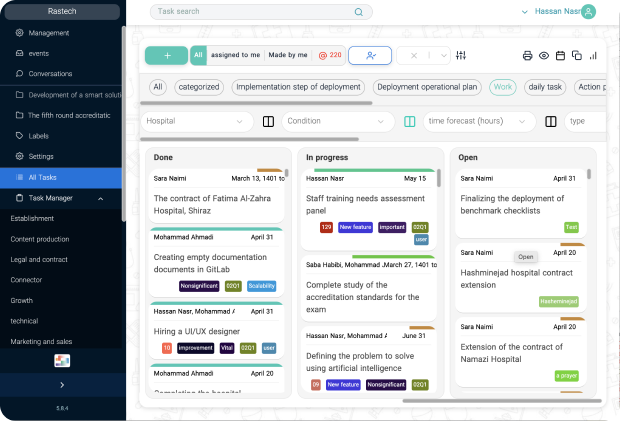 Rastech
Management
events
Conversations
Development of a smart soluti
The fifth round accreditatic
Labels
Settings
All Tasks
Task Manager
Establishment
Content production
Legal and contract
Connector
Growth
technical
Marketing and sales
5.8.4
Task search
Hassan Nasr
+
All
assigned to me
Made by me
@ 220
All
categorized
Implementation step of deployment
Deployment operational plan
Work
daily task
Action p
Hospital
Condition
time forecast (hours)
type
Done
Sara Naimi
March 13, 1401 to
The contract of Fatima Al-Zahra
Hospital, Shiraz
Mohammad Ahmadi
April 31
Creating empty documentation
documents in GitLab
Nonsignificant
02Q1
Scalability
Hassan Nasr, Mohammad A
April 31
Hiring a UI/UX designer
10
improvement
Vital
02Q1
user
Mohammad Ahmadi
April 20
Completing the hospital
In progress
Hassan Nasr
May 15
Staff training needs assessment
panel
129
New feature
important
02Q1
user
Saba Habibi, Mohammad .
March 27, 1401 to
Complete study of the
accreditation standards for the
exam
Hassan Nasr, Mohammad A
June 31
Defining the problem to solve
using artificial intelligence
09
New feature
Nonsignificant
02Q1
Open
Sara Naimi
April 31
Finalizing the deployment of
benchmark checklists
Test
Sara Naimi
April 20
Open
Hashminejad hospital contract
extension
Hasheminejad
Sara Naimi
April 20
Extension of the contract of
Namazi Hospital
a prayer